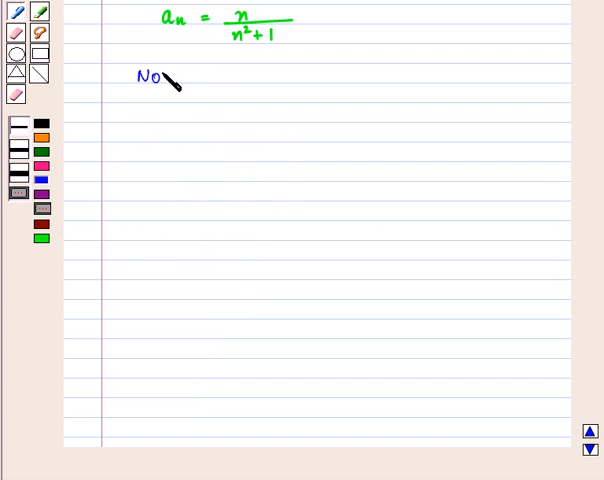 aₙ = n / n² + 1
No